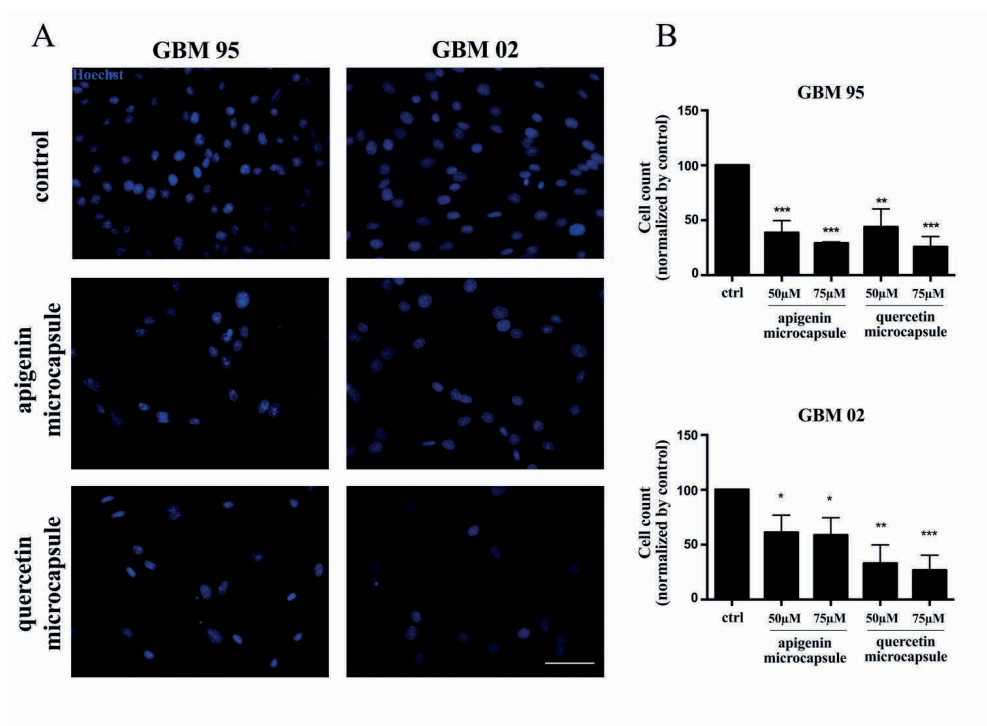 A
GBM 95
GBM 02
Hoechst
control
apigenin
microcapsule
quercetin
microcapsule
B
GBM 95
Cell count
(normalized by control)
150
100
50
0
***
***
**
***
ctrl
50µM
75µM
50µM
75µM
apigenin
microcapsule
quercetin
microcapsule
GBM 02
Cell count
(normalized by control)
150
100
50
0
*
*
**
***
ctrl
50µM
75µM
50µM
75µM
apigenin
microcapsule
quercetin
microcapsule